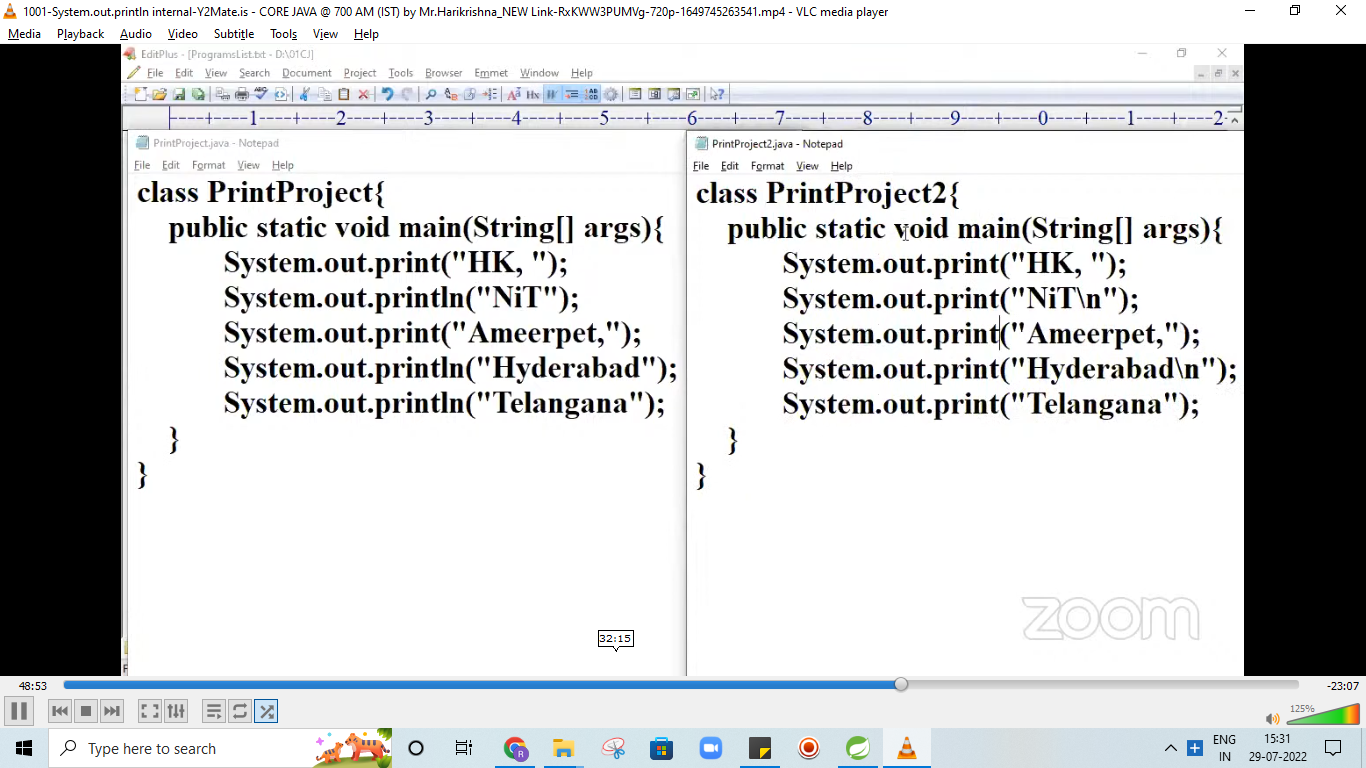 1001-System.out.println internal-Y2Mate.is - CORE JAVA @ 700 AM (IST) by Mr.Harikrishna_NEW Link-RxKWW3PUMVg-720p-1649745263541.mp4 - VLC media player
Media Playback Audio Video Subtitle Tools View Help
EditPlus - [ProgramsList.txt - D:\01CJ]
File Edit View Search Document Project Tools Browser Emmet Window Help
----+----1----+----2----+----3----+----4----+----5----+----6----+----7----+----8----+----9----+----0----+----1----+----2-
PrintProject.java - Notepad
File Edit Format View Help
class PrintProject{
public static void main(String[] args){
System.out.print("HK, ");
System.out.println("NiT");
System.out.print("Ameerpet,");
System.out.println("Hyderabad");
System.out.println("Telangana");
}
}
PrintProject2.java - Notepad
File Edit Format View Help
class PrintProject2{
public static void main(String[] args){
System.out.print("HK, ");
System.out.print("NiT\n");
System.out.print("Ameerpet,");
System.out.print("Hyderabad\n");
System.out.print("Telangana");
}
}
zoom
32:15
48:53
-23:07
125%
Type here to search
ENG
IN
15:31
29-07-2022